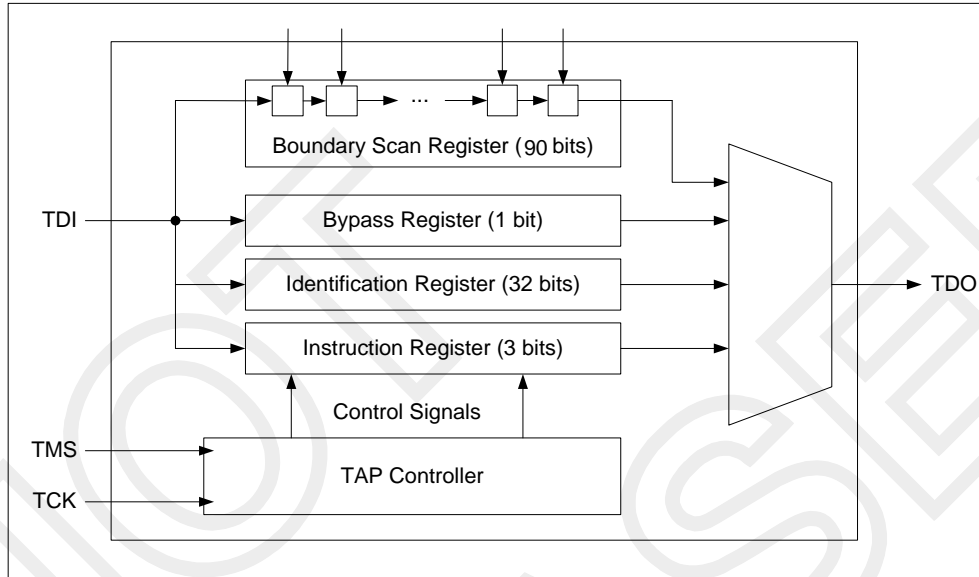 ...
Boundary Scan Register (90 bits)
TDI
Bypass Register (1 bit)
Identification Register (32 bits)
TDO
Instruction Register (3 bits)
Control Signals
TMS
TAP Controller
TCK